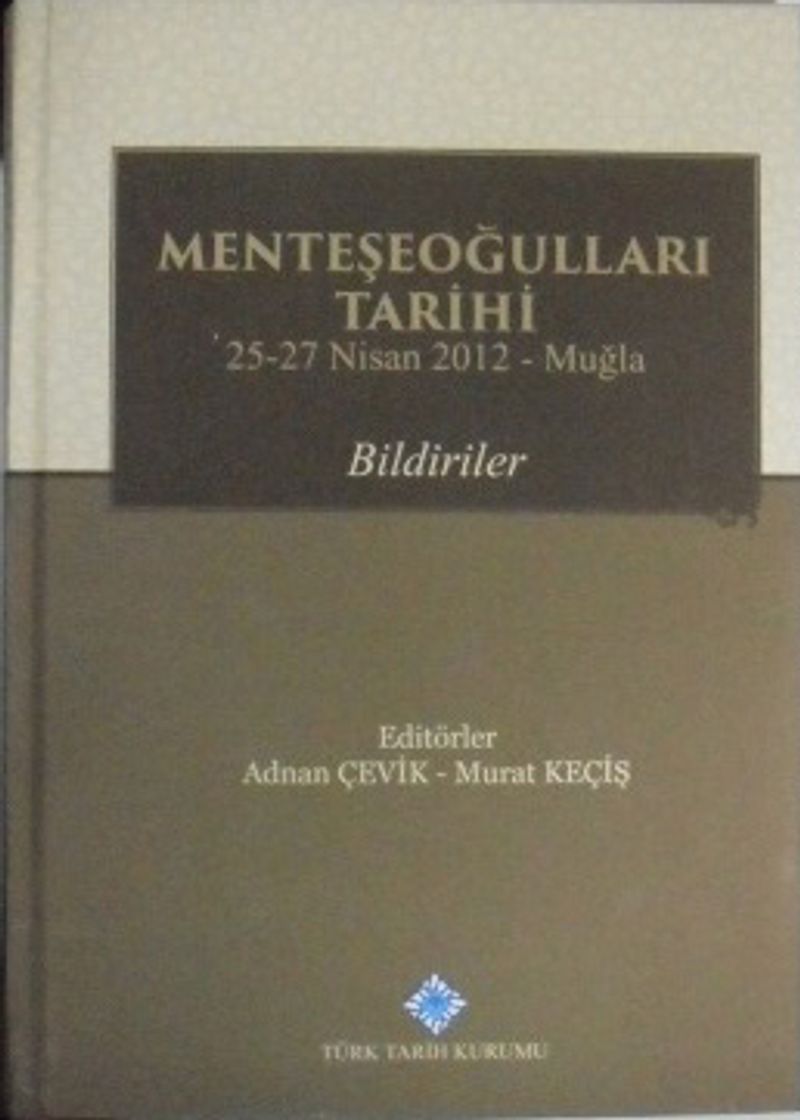 MENTEŞEOĞULLARI
TARİHİ
25-27 Nisan 2012 - Muğla
Bildiriler
Editörler
Adnan ÇEVİK - Murat KEÇİŞ
TÜRK TARİH KURUMU